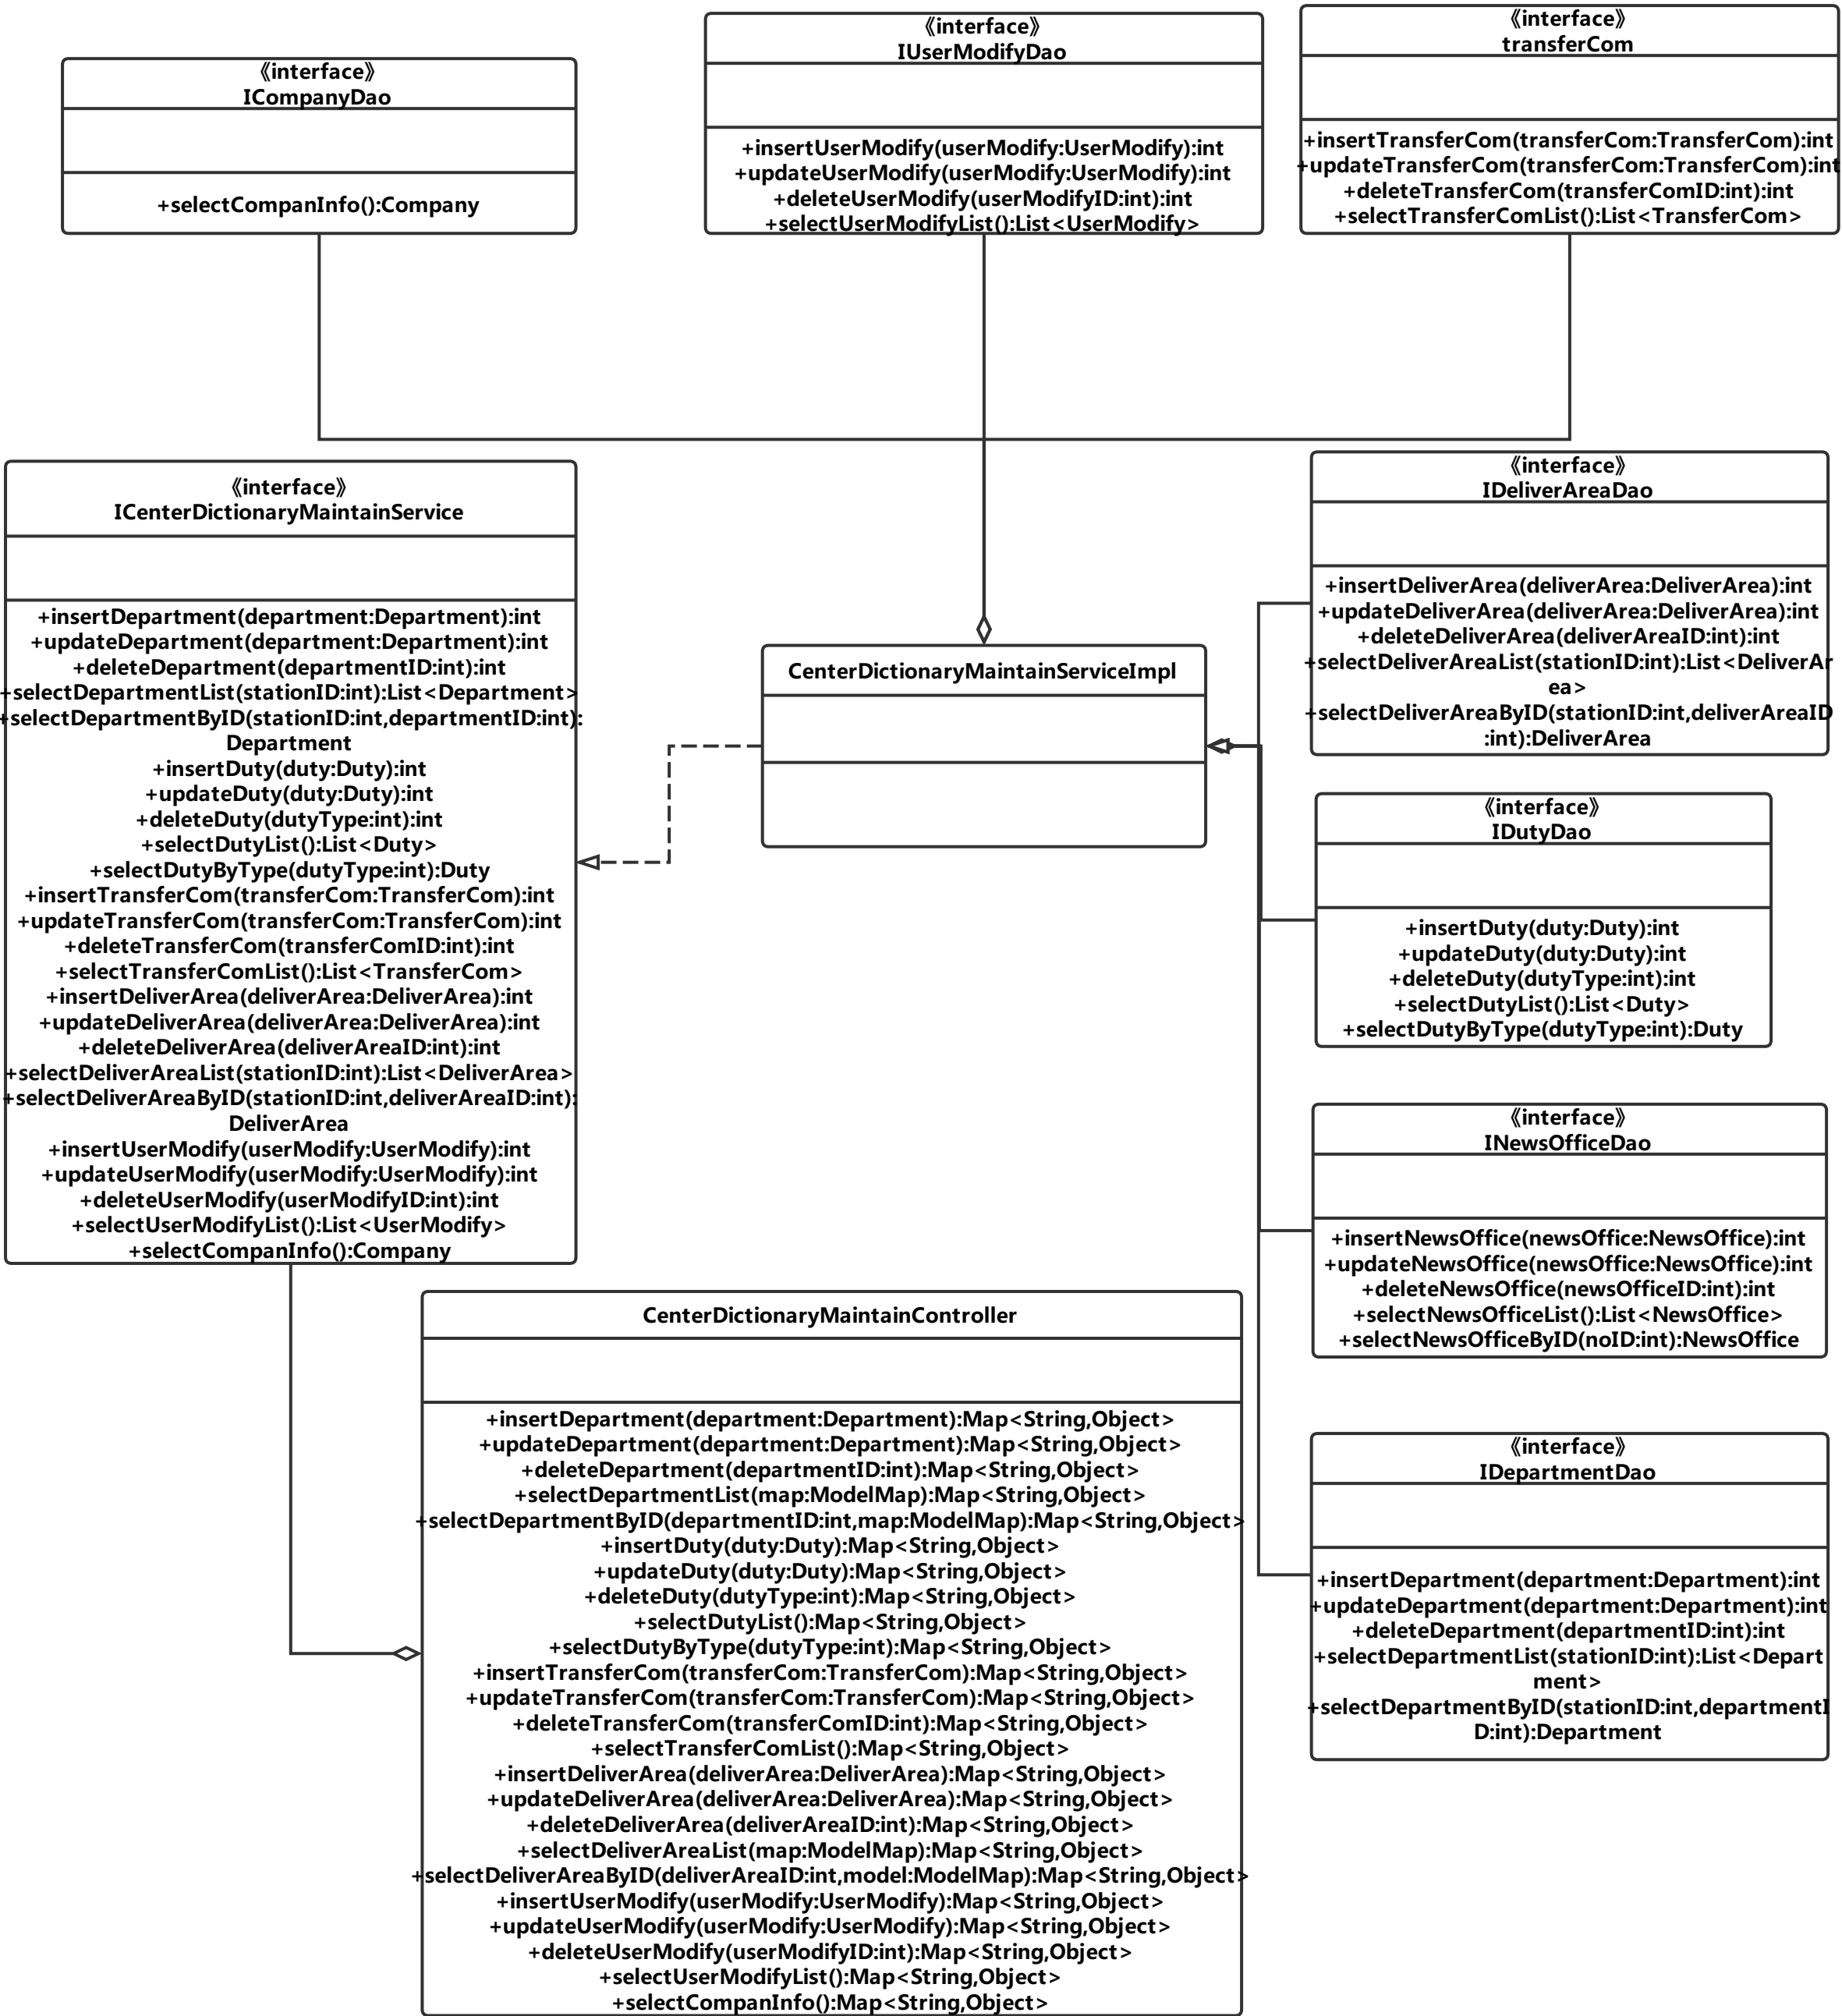 《interface》
ICompanyDao
+selectCompanInfo():Company
《interface》
IUserModifyDao
+insertUserModify(userModify:UserModify):int
+updateUserModify(userModify:UserModify):int
+deleteUserModify(userModifyID:int):int
+selectUserModifyList():List<UserModify>
《interface》
transferCom
+insertTransferCom(transferCom:TransferCom):int
+updateTransferCom(transferCom:TransferCom):int
+deleteTransferCom(transferComID:int):int
+selectTransferComList():List<TransferCom>
《interface》
ICenterDictionaryMaintainService
+insertDepartment(department:Department):int
+updateDepartment(department:Department):int
+deleteDepartment(departmentID:int):int
+selectDepartmentList(stationID:int):List<Department>
+selectDepartmentByID(stationID:int,departmentID:int):
Department
+insertDuty(duty:Duty):int
+updateDuty(duty:Duty):int
+deleteDuty(dutyType:int):int
+selectDutyList():List<Duty>
+selectDutyByType(dutyType:int):Duty
+insertTransferCom(transferCom:TransferCom):int
+updateTransferCom(transferCom:TransferCom):int
+deleteTransferCom(transferComID:int):int
+selectTransferComList():List<TransferCom>
+insertDeliverArea(deliverArea:DeliverArea):int
+updateDeliverArea(deliverArea:DeliverArea):int
+deleteDeliverArea(deliverAreaID:int):int
+selectDeliverAreaList(stationID:int):List<DeliverArea>
+selectDeliverAreaByID(stationID:int,deliverAreaID:int):
DeliverArea
+insertUserModify(userModify:UserModify):int
+updateUserModify(userModify:UserModify):int
+deleteUserModify(userModifyID:int):int
+selectUserModifyList():List<UserModify>
+selectCompanInfo():Company
CenterDictionaryMaintainServiceImpl
《interface》
IDeliverAreaDao
+insertDeliverArea(deliverArea:DeliverArea):int
+updateDeliverArea(deliverArea:DeliverArea):int
+deleteDeliverArea(deliverAreaID:int):int
+selectDeliverAreaList(stationID:int):List<DeliverAr
ea>
+selectDeliverAreaByID(stationID:int,deliverAreaID
:int):DeliverArea
《interface》
IDutyDao
+insertDuty(duty:Duty):int
+updateDuty(duty:Duty):int
+deleteDuty(dutyType:int):int
+selectDutyList():List<Duty>
+selectDutyByType(dutyType:int):Duty
《interface》
INewsOfficeDao
+insertNewsOffice(newsOffice:NewsOffice):int
+updateNewsOffice(newsOffice:NewsOffice):int
+deleteNewsOffice(newsOfficeID:int):int
+selectNewsOfficeList():List<NewsOffice>
+selectNewsOfficeByID(noID:int):NewsOffice
《interface》
IDepartmentDao
+insertDepartment(department:Department):int
+updateDepartment(department:Department):int
+deleteDepartment(departmentID:int):int
+selectDepartmentList(stationID:int):List<Depart
ment>
+selectDepartmentByID(stationID:int,departmentI
D:int):Department
CenterDictionaryMaintainController
+insertDepartment(department:Department):Map<String,Object>
+updateDepartment(department:Department):Map<String,Object>
+deleteDepartment(departmentID:int):Map<String,Object>
+selectDepartmentList(map:ModelMap):Map<String,Object>
+selectDepartmentByID(departmentID:int,map:ModelMap):Map<String,Object>
+insertDuty(duty:Duty):Map<String,Object>
+updateDuty(duty:Duty):Map<String,Object>
+deleteDuty(dutyType:int):Map<String,Object>
+selectDutyList():Map<String,Object>
+selectDutyByType(dutyType:int):Map<String,Object>
+insertTransferCom(transferCom:TransferCom):Map<String,Object>
+updateTransferCom(transferCom:TransferCom):Map<String,Object>
+deleteTransferCom(transferComID:int):Map<String,Object>
+selectTransferComList():Map<String,Object>
+insertDeliverArea(deliverArea:DeliverArea):Map<String,Object>
+updateDeliverArea(deliverArea:DeliverArea):Map<String,Object>
+deleteDeliverArea(deliverAreaID:int):Map<String,Object>
+selectDeliverAreaList(map:ModelMap):Map<String,Object>
+selectDeliverAreaByID(deliverAreaID:int,model:ModelMap):Map<String,Object>
+insertUserModify(userModify:UserModify):Map<String,Object>
+updateUserModify(userModify:UserModify):Map<String,Object>
+deleteUserModify(userModifyID:int):Map<String,Object>
+selectUserModifyList():Map<String,Object>
+selectCompanInfo():Map<String,Object>